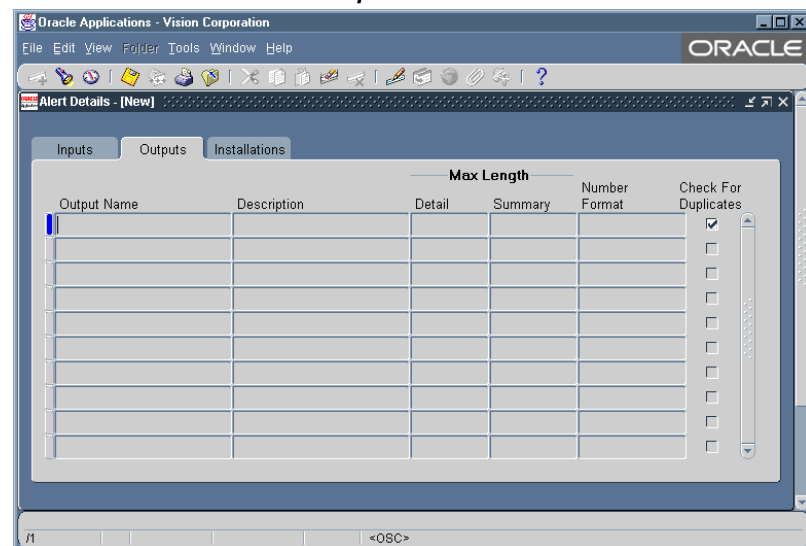 Oracle Applications - Vision Corporation
File Edit View Folder Tools Window Help
ORACLE
?
Alert Details - [New]
Inputs Outputs Installations
Max Length
Output Name Description Detail Summary Number Format Check For Duplicates
/1 <OSC>